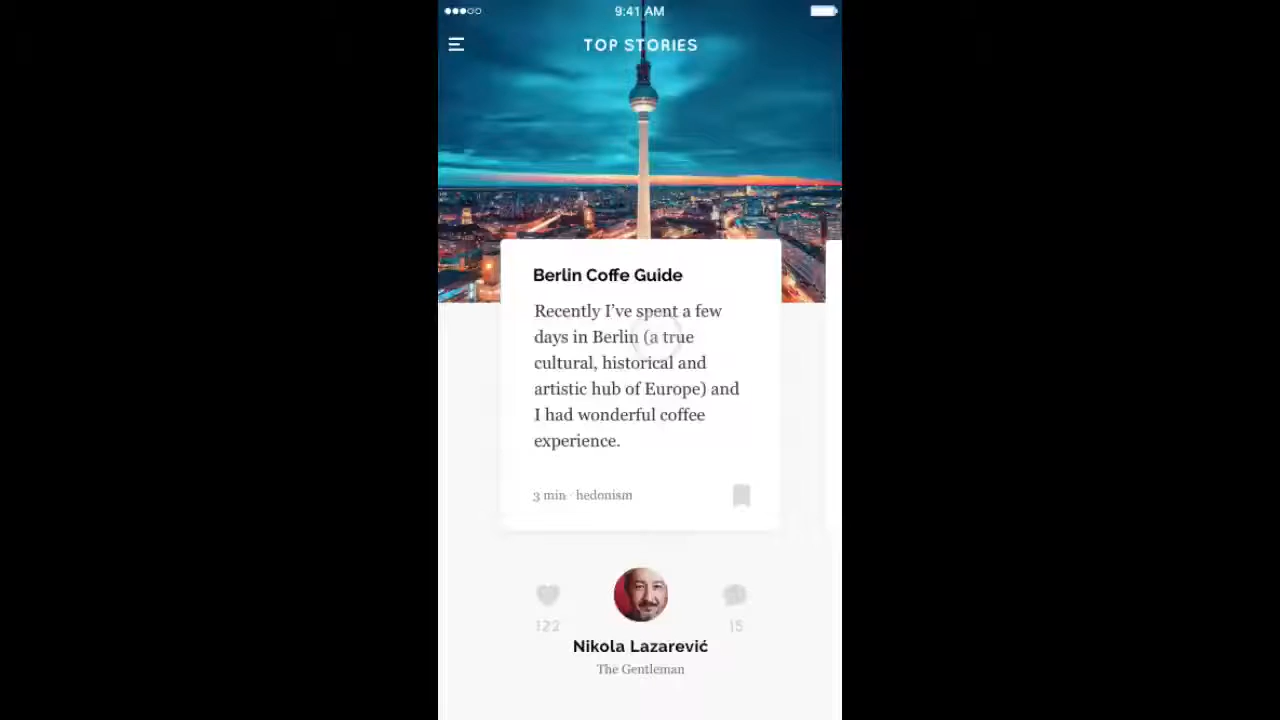 9:41 AM
TOP STORIES
Berlin Coffe Guide
Recently I've spent a few
days in Berlin (a true
cultural, historical and
artistic hub of Europe) and
I had wonderful coffee
experience.
3 min · hedonism
122
15
Nikola Lazarević
The Gentleman